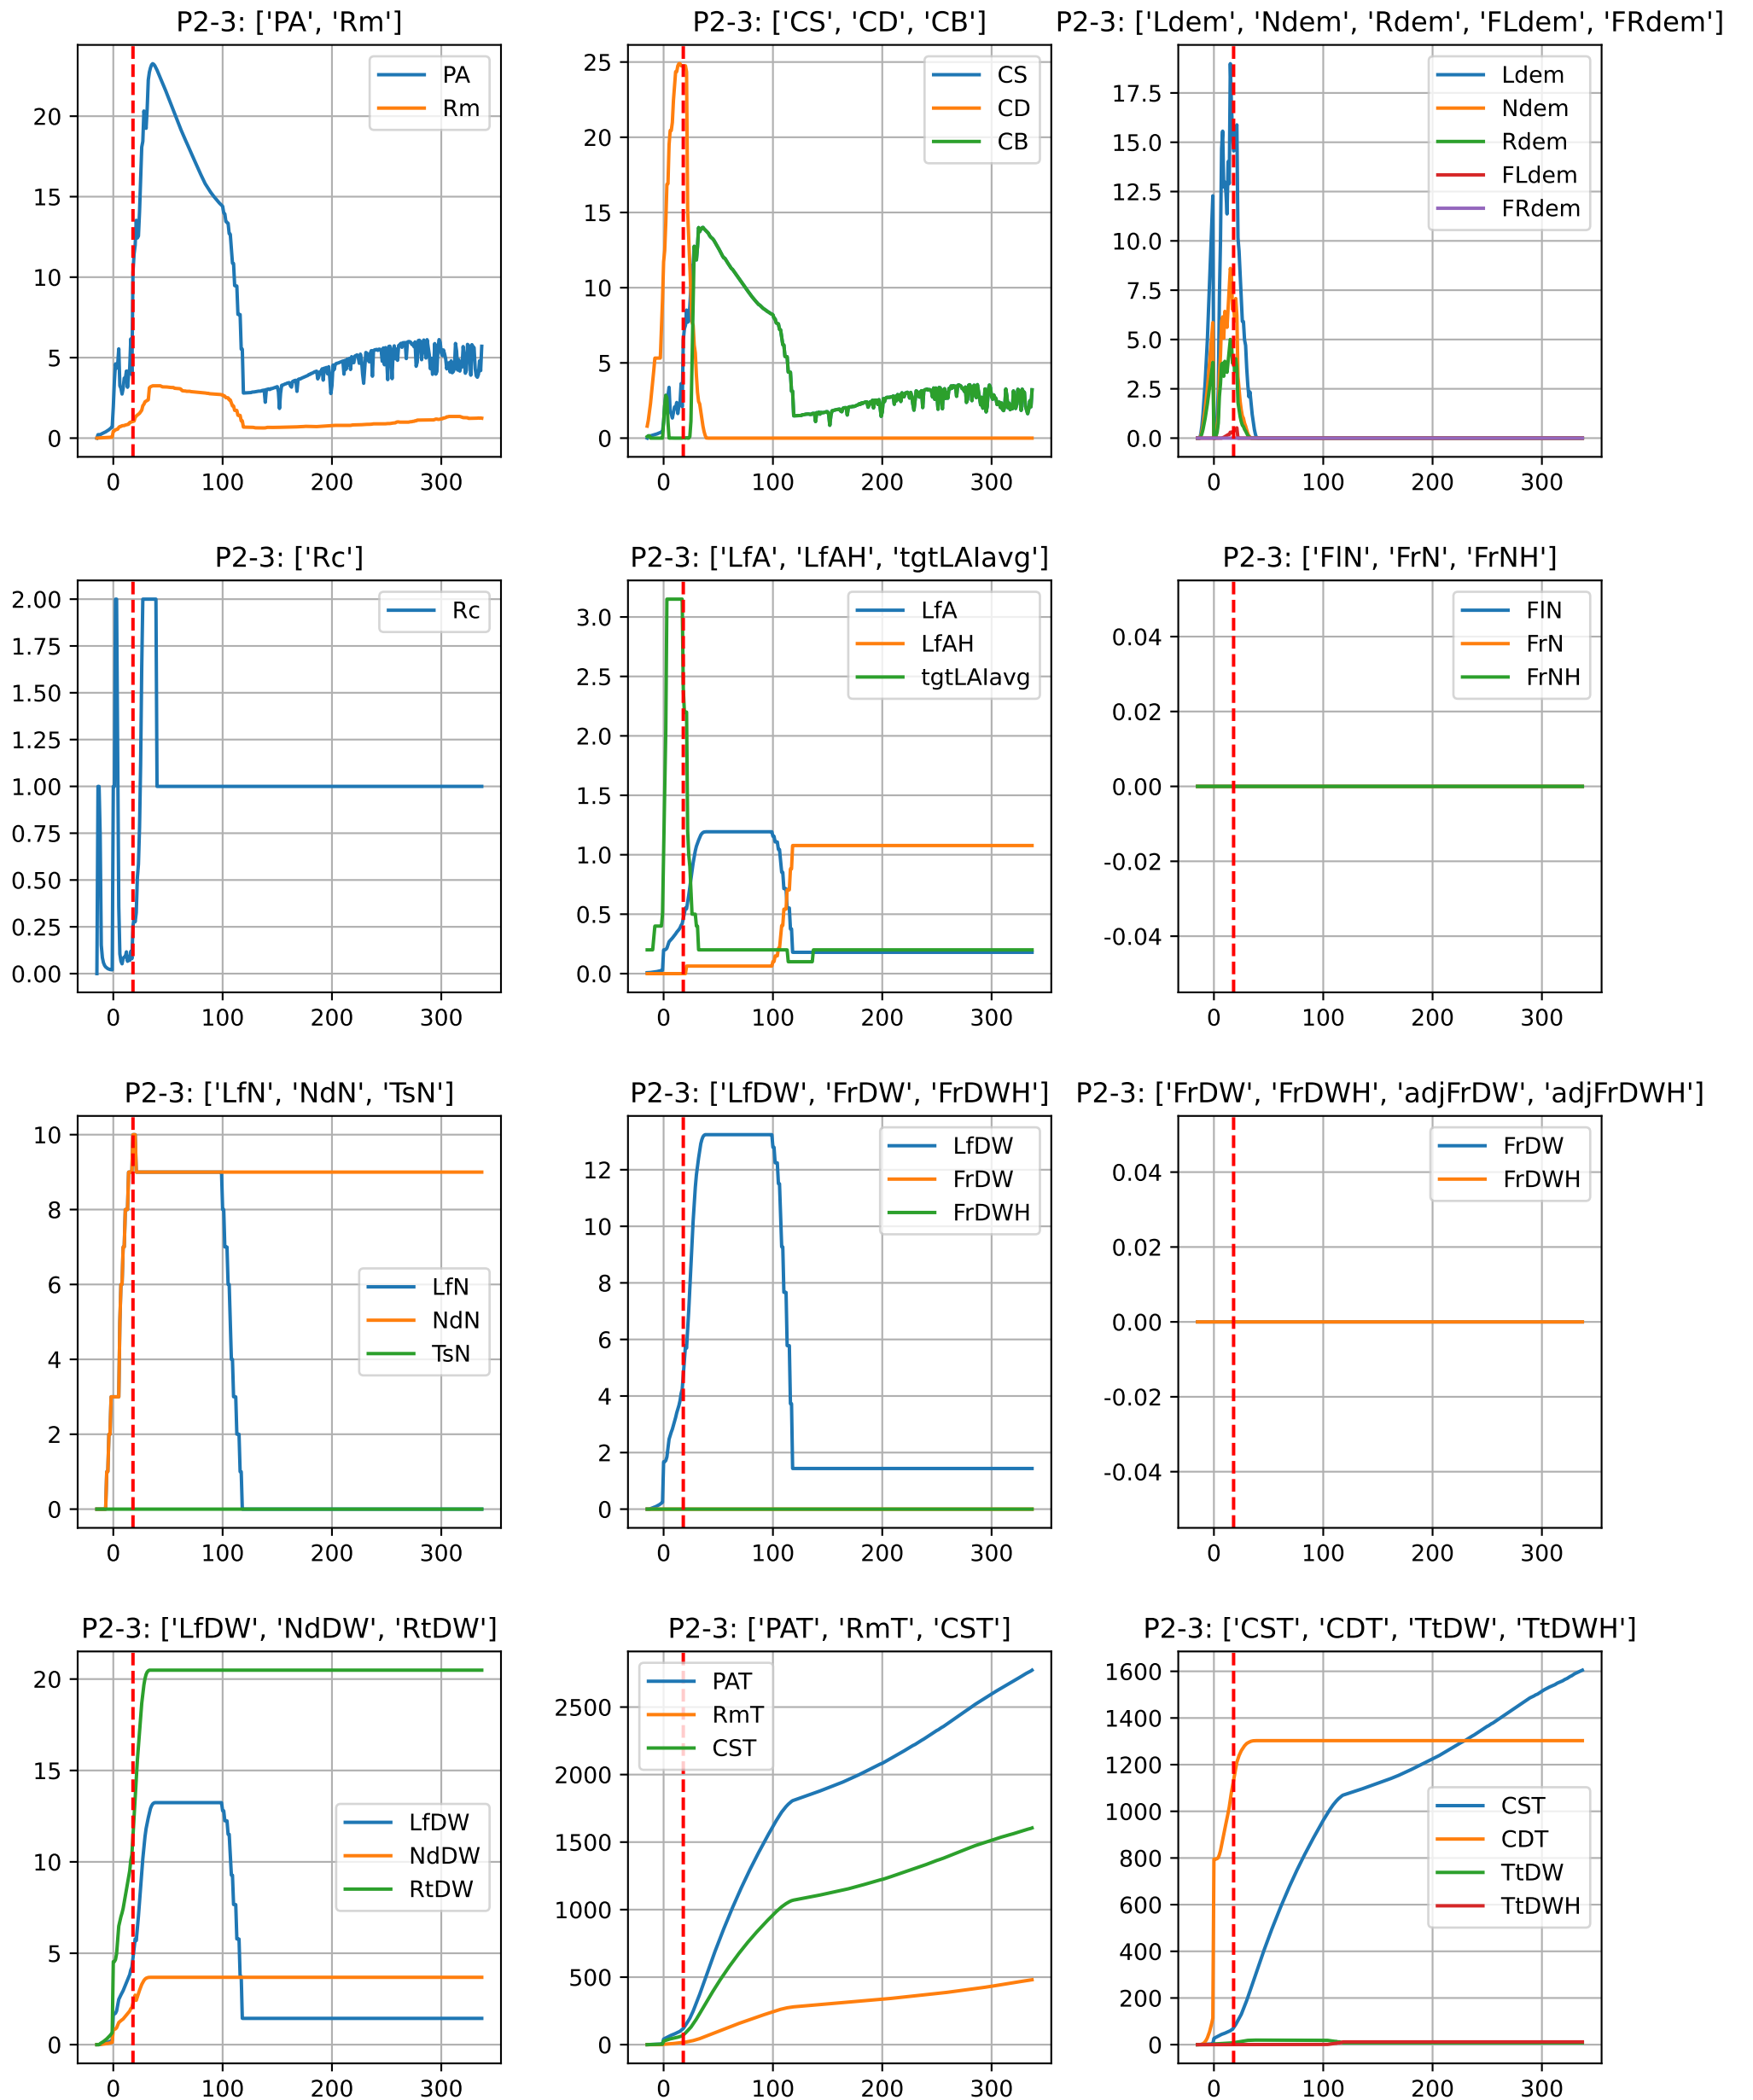 P2-3: ['PA', 'Rm']
PA
Rm
20
15
10
5
0
0 100 200 300
P2-3: ['CS', 'CD', 'CB']
CS
CD
CB
25
20
15
10
5
0
0 100 200 300
P2-3: ['Ldem', 'Ndem', 'Rdem', 'FLdem', 'FRdem']
Ldem
Ndem
Rdem
FLdem
FRdem
17.5
15.0
12.5
10.0
7.5
5.0
2.5
0.0
0 100 200 300
P2-3: ['Rc']
Rc
2.00
1.75
1.50
1.25
1.00
0.75
0.50
0.25
0.00
0 100 200 300
P2-3: ['LfA', 'LfAH', 'tgtLAIavg']
LfA
LfAH
tgtLAIavg
3.0
2.5
2.0
1.5
1.0
0.5
0.0
0 100 200 300
P2-3: ['FlN', 'FrN', 'FrNH']
FlN
FrN
FrNH
0.04
0.02
0.00
-0.02
-0.04
0 100 200 300
P2-3: ['LfN', 'NdN', 'TsN']
LfN
NdN
TsN
10
8
6
4
2
0
0 100 200 300
P2-3: ['LfDW', 'FrDW', 'FrDWH']
LfDW
FrDW
FrDWH
12
10
8
6
4
2
0
0 100 200 300
P2-3: ['FrDW', 'FrDWH', 'adjFrDW', 'adjFrDWH']
FrDW
FrDWH
0.04
0.02
0.00
-0.02
-0.04
0 100 200 300
P2-3: ['LfDW', 'NdDW', 'RtDW']
LfDW
NdDW
RtDW
20
15
10
5
0
0 100 200 300
P2-3: ['PAT', 'RmT', 'CST']
PAT
RmT
CST
2500
2000
1500
1000
500
0
0 100 200 300
P2-3: ['CST', 'CDT', 'TtDW', 'TtDWH']
CST
CDT
TtDW
TtDWH
1600
1400
1200
1000
800
600
400
200
0
0 100 200 300